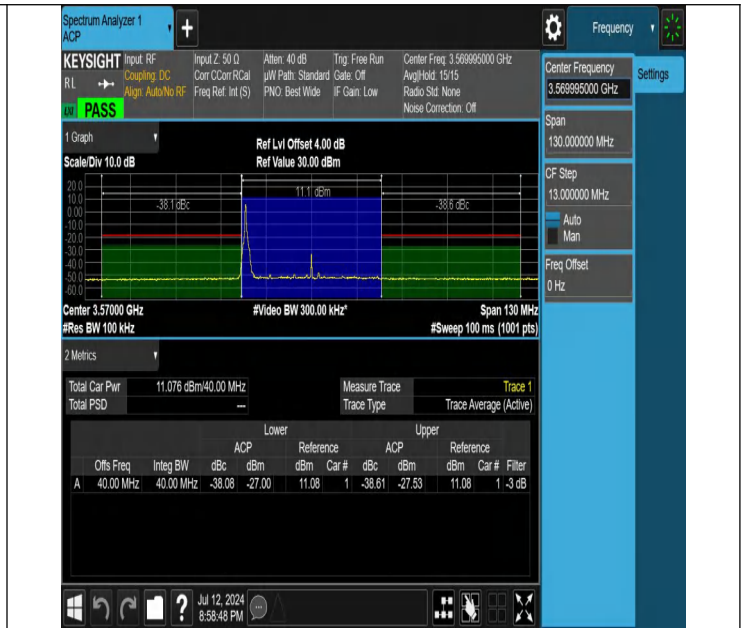 Spectrum Analyzer 1
ACP
Frequency
KEYSIGHT Input: RF Input Z: 50 Ω Atten: 40 dB Trig: Free Run Center Freq: 3.569995000 GHz
Coupling: DC Corr CCorr RCal µW Path: Standard Gate: Off Avg|Hold: 15/15
RL Align: Auto/No RF Freq Ref: Int (S) PNO: Best Wide IF Gain: Low Radio Std: None
PASS Noise Correction: Off
Center Frequency Settings
3.569995000 GHz
Span
130.000000 MHz
CF Step
13.000000 MHz
Auto
Man
Freq Offset
0 Hz
1 Graph
Ref Lvl Offset 4.00 dB
Scale/Div 10.0 dB Ref Value 30.00 dBm
20.0
10.0
0.00
-10.0
-20.0
-30.0
-40.0
-50.0
-60.0
-38.1 dBc 11.1 dBm -38.6 dBc
Center 3.57000 GHz #Video BW 300.00 kHz* Span 130 MHz
#Res BW 100 kHz #Sweep 100 ms (1001 pts)
2 Metrics
Total Car Pwr 11.076 dBm/40.00 MHz Measure Trace Trace 1
Total PSD --- Trace Type Trace Average (Active)
Lower Upper
ACP Reference ACP Reference
Offs Freq Integ BW dBc dBm dBm Car # dBc dBm dBm Car # Filter
A 40.00 MHz 40.00 MHz -38.08 -27.00 11.08 1 -38.61 -27.53 11.08 1 -3 dB
?
Jul 12, 2024
8:58:48 PM